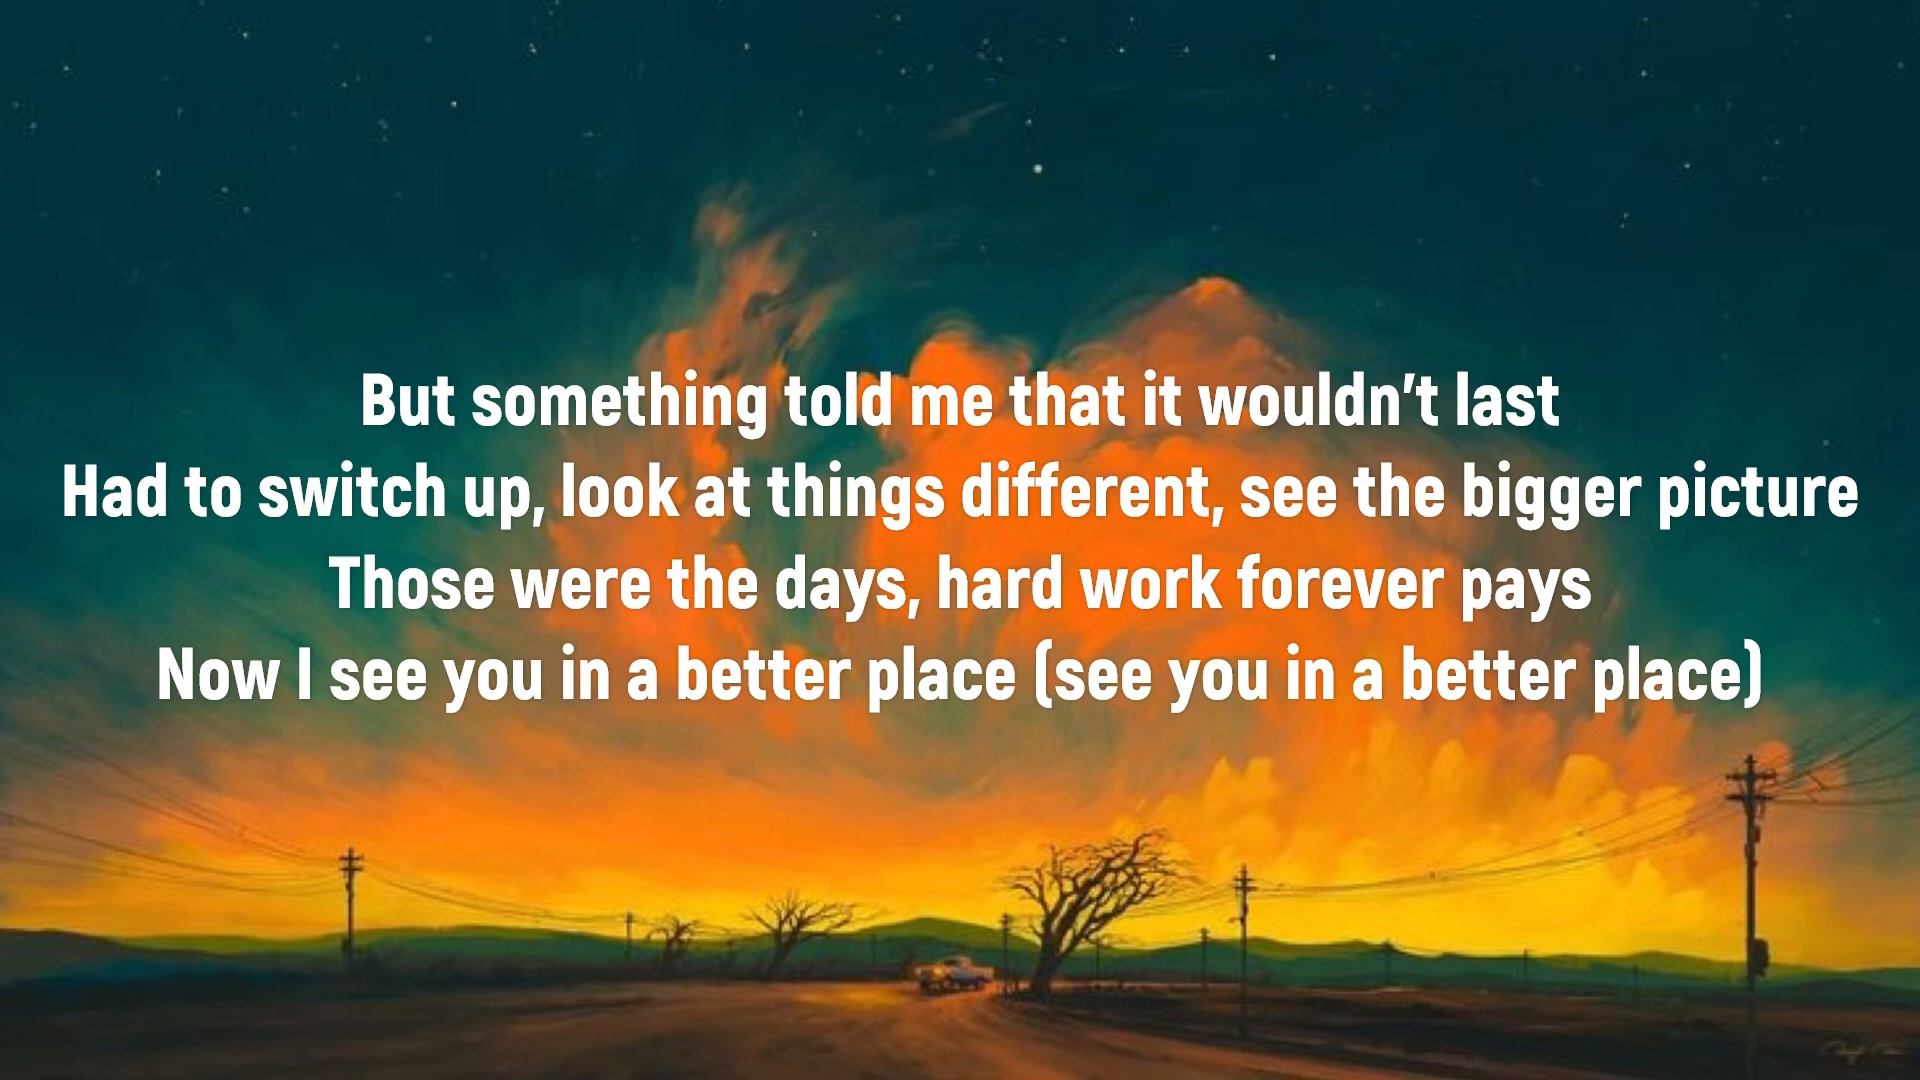 But something told me that it wouldn't last
Had to switch up, look at things different, see the bigger picture
Those were the days, hard work forever pays
Now I see you in a better place (see you in a better place)